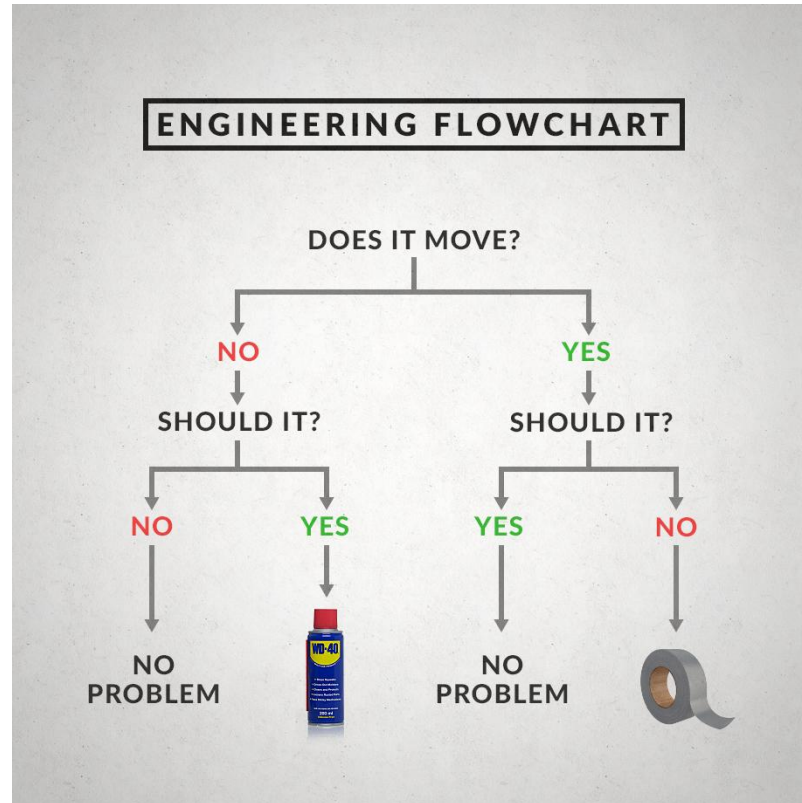 ENGINEERING FLOWCHART
DOES IT MOVE?
NO
YES
SHOULD IT?
SHOULD IT?
NO
YES
YES
NO
WD-40
NO
PROBLEM
NO
PROBLEM